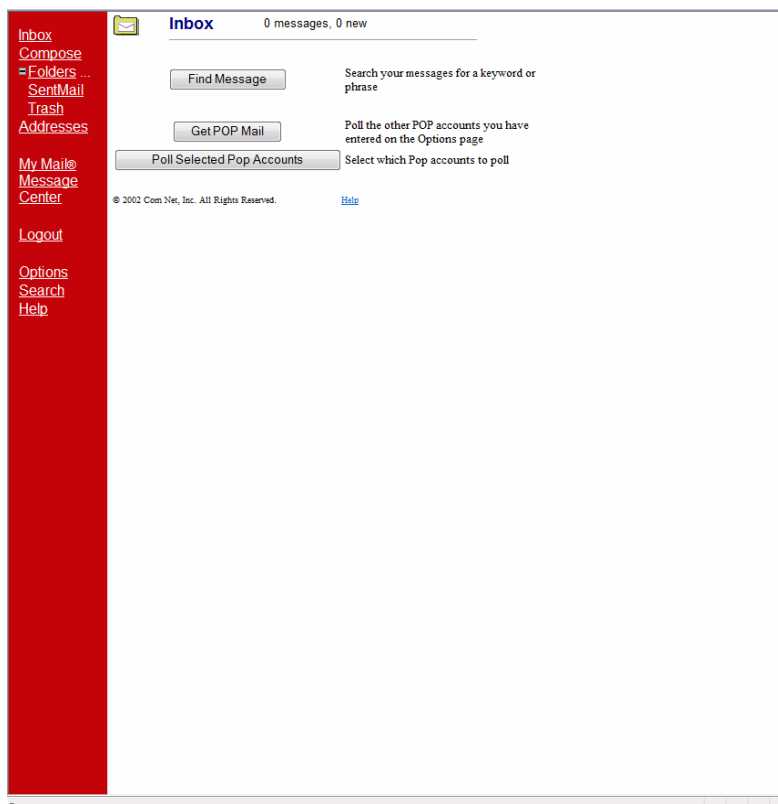 Inbox
Compose
Folders ...
SentMail
Trash
Addresses
My Mail®
Message
Center
Logout
Options
Search
Help
Inbox 0 messages, 0 new
Find Message
Search your messages for a keyword or
phrase
Get POP Mail
Poll the other POP accounts you have
entered on the Options page
Poll Selected Pop Accounts
Select which Pop accounts to poll
© 2002 Com Net, Inc. All Rights Reserved. Help